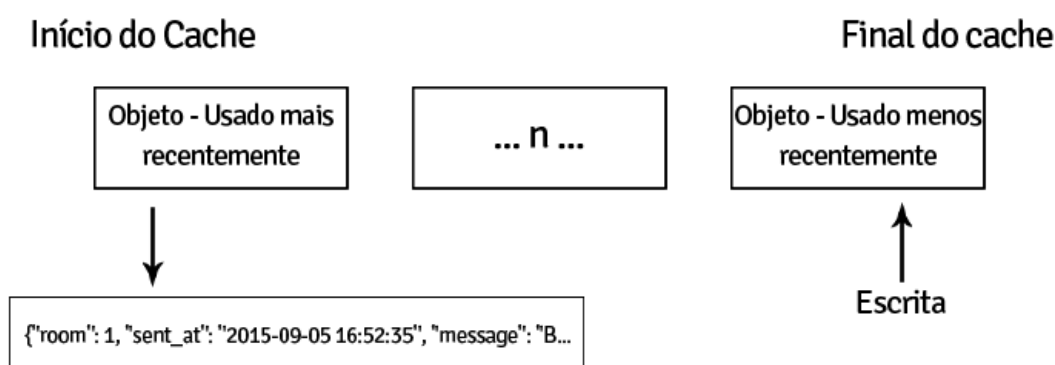 Início do Cache
Final do cache
Objeto - Usado mais
recentemente
... n ...
Objeto - Usado menos
recentemente
Escrita
{"room": 1, "sent_at": "2015-09-05 16:52:35", "message": "B...